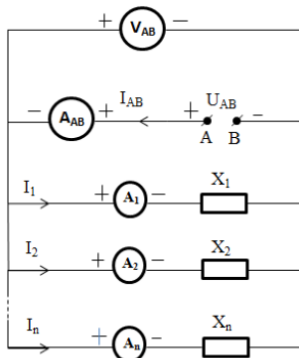 + V_AB −
− A_AB + I_AB + U_AB -
A B
I_1 + A_1 − X_1
I_2 + A_2 − X_2
I_n + A_n − X_n